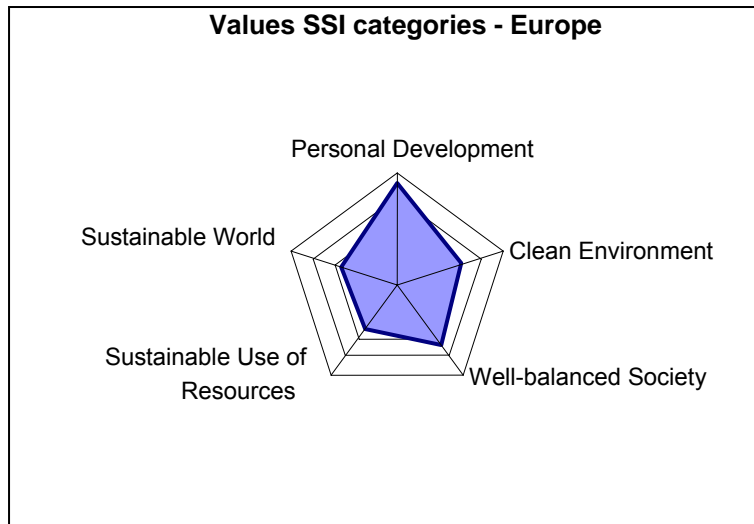 Values SSI categories - Europe
Personal Development
Clean Environment
Well-balanced Society
Sustainable Use of
Resources
Sustainable World